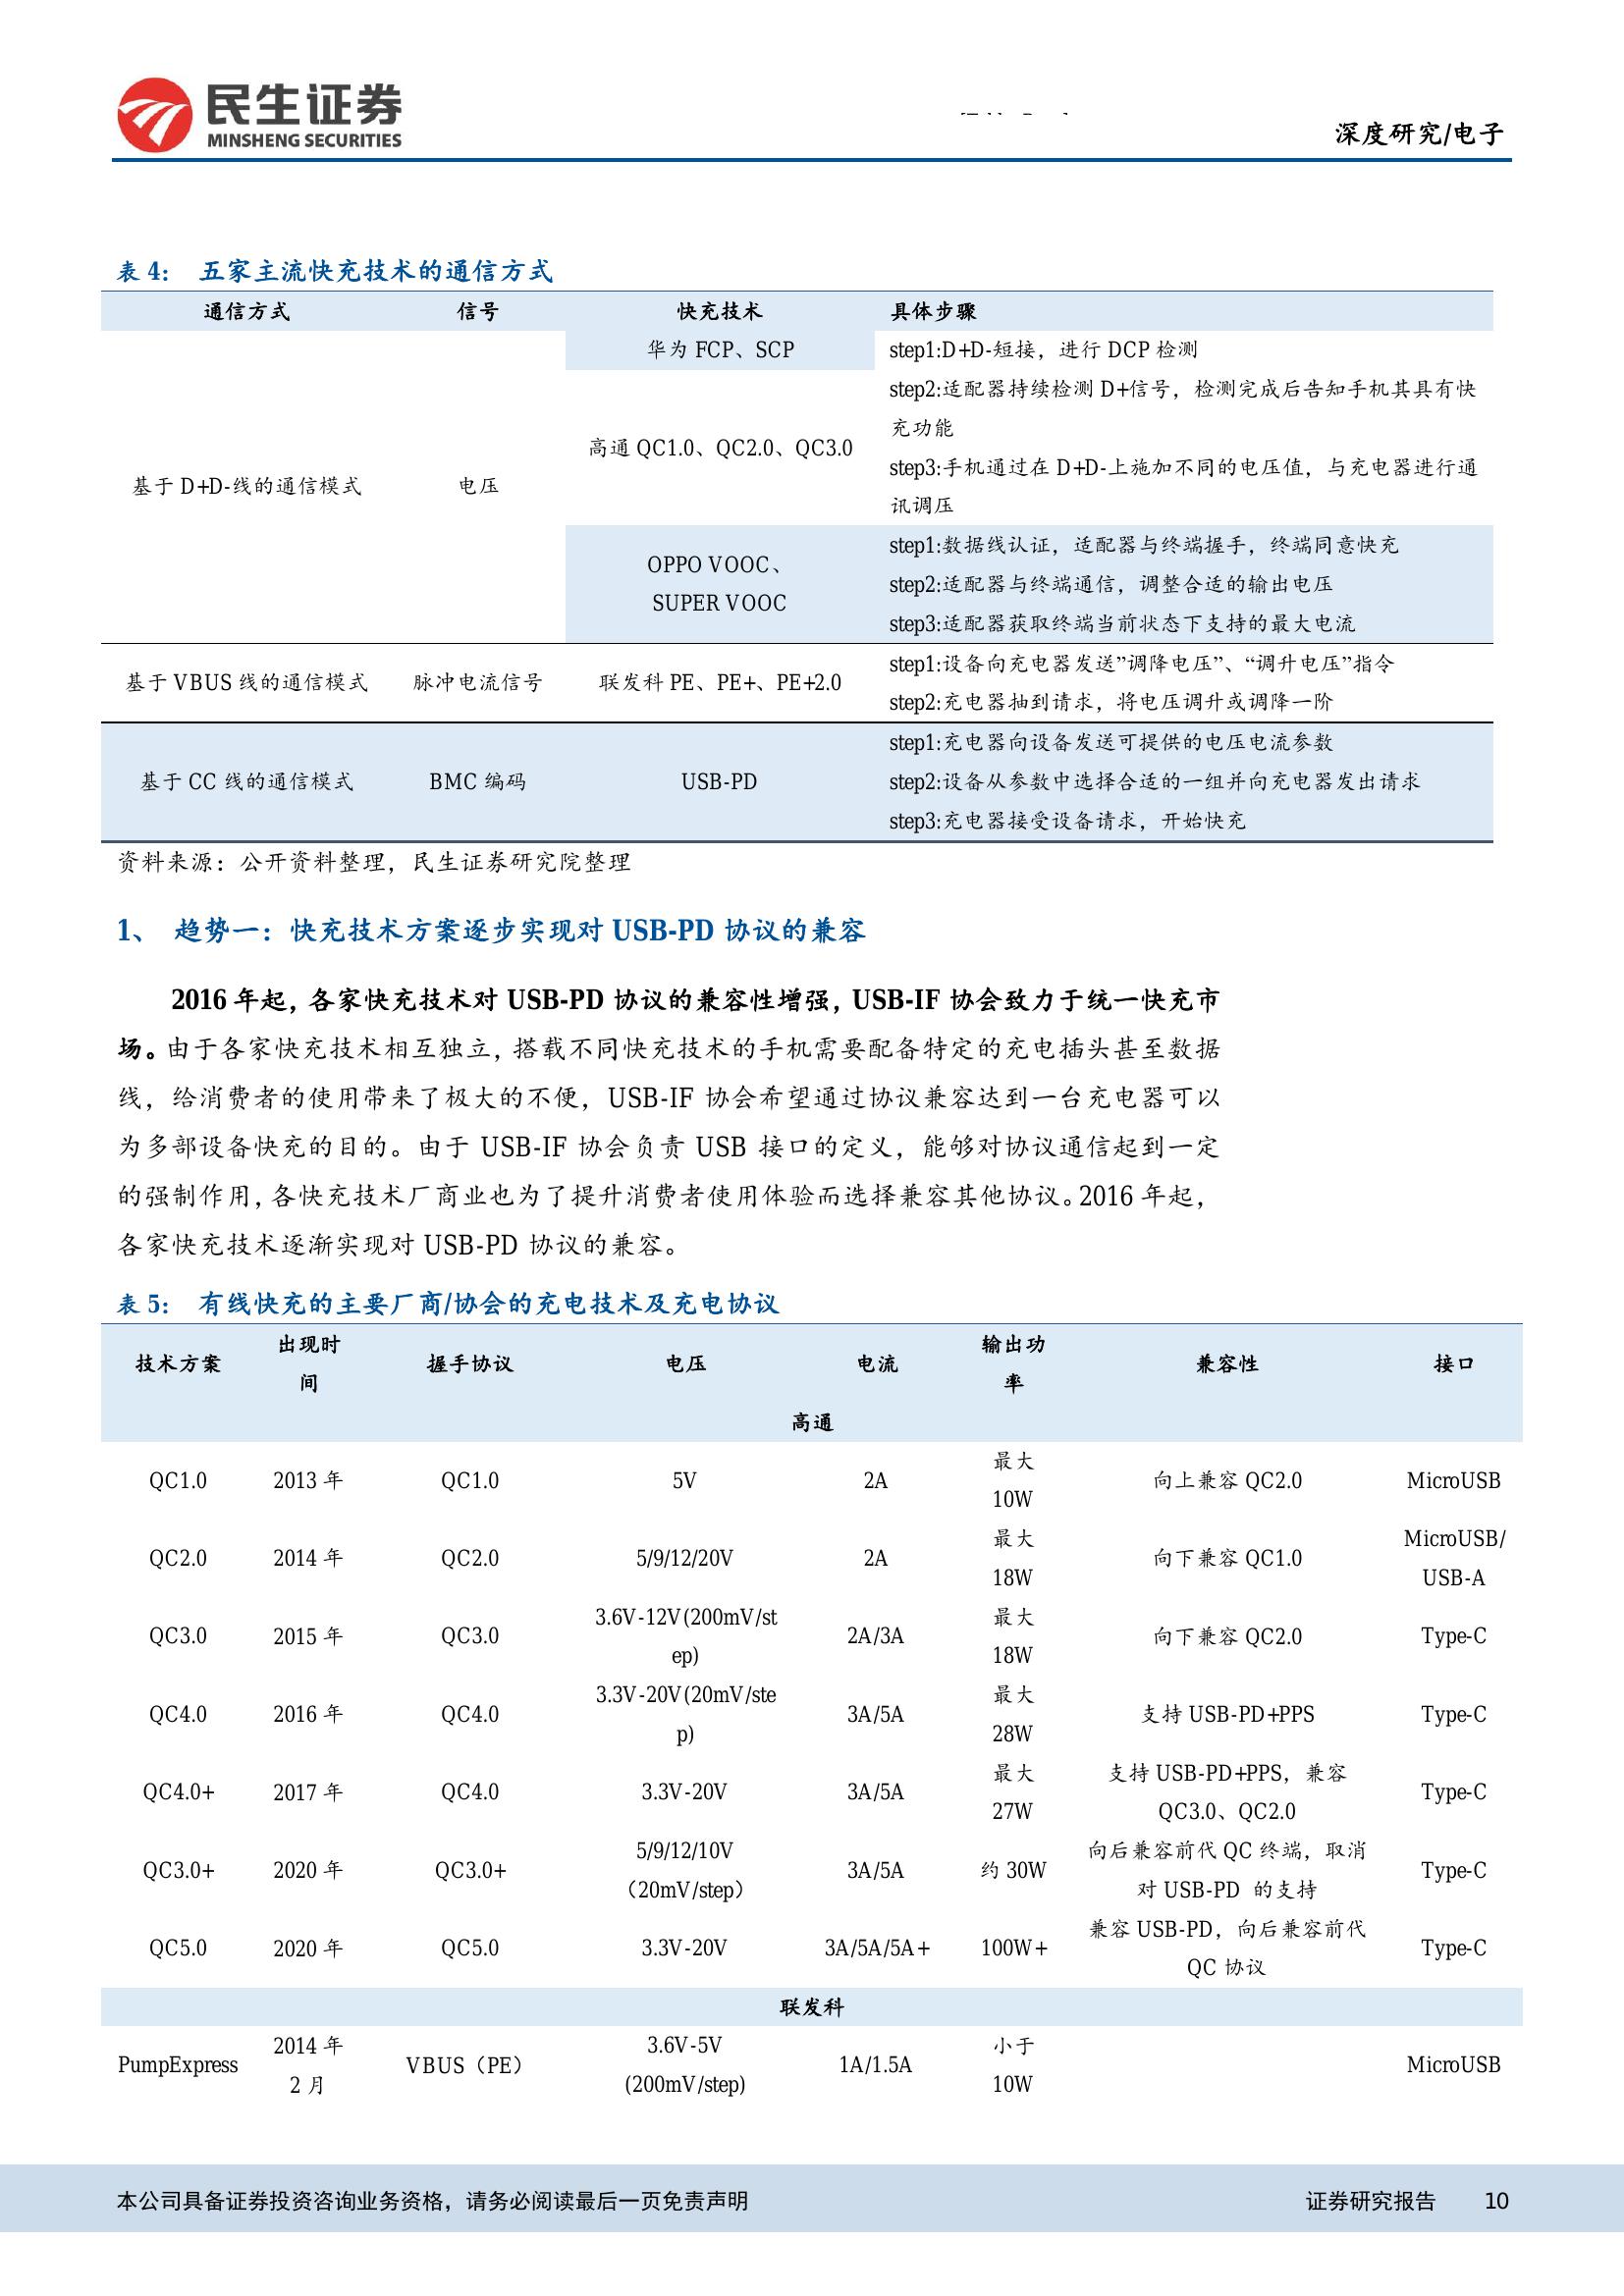 民生证券
MINSHENG SECURITIES
深度研究/电子
表 4： 五家主流快充技术的通信方式
通信方式 信号 快充技术 具体步骤
基于 D+D-线的通信模式 电压
华为 FCP、SCP
高通 QC1.0、QC2.0、QC3.0
step1:D+D-短接，进行 DCP 检测
step2:适配器持续检测 D+信号，检测完成后告知手机其具有快
充功能
step3:手机通过在 D+D-上施加不同的电压值，与充电器进行通
讯调压
OPPO VOOC、
SUPER VOOC
step1:数据线认证，适配器与终端握手，终端同意快充
step2:适配器与终端通信，调整合适的输出电压
step3:适配器获取终端当前状态下支持的最大电流
基于 VBUS 线的通信模式 脉冲电流信号 联发科 PE、PE+、PE+2.0
step1:设备向充电器发送”调降电压”、“调升电压”指令
step2:充电器抽到请求，将电压调升或调降一阶
基于 CC 线的通信模式 BMC 编码 USB-PD
step1:充电器向设备发送可提供的电压电流参数
step2:设备从参数中选择合适的一组并向充电器发出请求
step3:充电器接受设备请求，开始快充
资料来源：公开资料整理，民生证券研究院整理
1、 趋势一：快充技术方案逐步实现对 USB-PD 协议的兼容
2016 年起，各家快充技术对 USB-PD 协议的兼容性增强，USB-IF 协会致力于统一快充市
场。由于各家快充技术相互独立，搭载不同快充技术的手机需要配备特定的充电插头甚至数据
线，给消费者的使用带来了极大的不便，USB-IF 协会希望通过协议兼容达到一台充电器可以
为多部设备快充的目的。由于 USB-IF 协会负责 USB 接口的定义，能够对协议通信起到一定
的强制作用，各快充技术厂商业也为了提升消费者使用体验而选择兼容其他协议。2016 年起，
各家快充技术逐渐实现对 USB-PD 协议的兼容。
表 5： 有线快充的主要厂商/协会的充电技术及充电协议
技术方案 出现时 握手协议 电压 电流 输出功 兼容性 接口
间 率
高通
QC1.0 2013 年 QC1.0 5V 2A 最大 向上兼容 QC2.0 MicroUSB
10W
QC2.0 2014 年 QC2.0 5/9/12/20V 2A 最大 向下兼容 QC1.0 MicroUSB/
18W USB-A
QC3.0 2015 年 QC3.0 3.6V-12V(200mV/st 2A/3A 最大 向下兼容 QC2.0 Type-C
ep) 18W
QC4.0 2016 年 QC4.0 3.3V-20V(20mV/ste 3A/5A 最大 支持 USB-PD+PPS Type-C
p) 28W
QC4.0+ 2017 年 QC4.0 3.3V-20V 3A/5A 最大 支持 USB-PD+PPS，兼容 Type-C
27W QC3.0、QC2.0
QC3.0+ 2020 年 QC3.0+ 5/9/12/10V 3A/5A 约 30W 向后兼容前代 QC 终端，取消 Type-C
（20mV/step） 对 USB-PD 的支持
QC5.0 2020 年 QC5.0 3.3V-20V 3A/5A/5A+ 100W+ 兼容 USB-PD，向后兼容前代 Type-C
QC 协议
联发科
PumpExpress 2014 年 VBUS（PE） 3.6V-5V 1A/1.5A 小于 MicroUSB
2 月 (200mV/step) 10W
本公司具备证券投资咨询业务资格，请务必阅读最后一页免责声明 证券研究报告 10